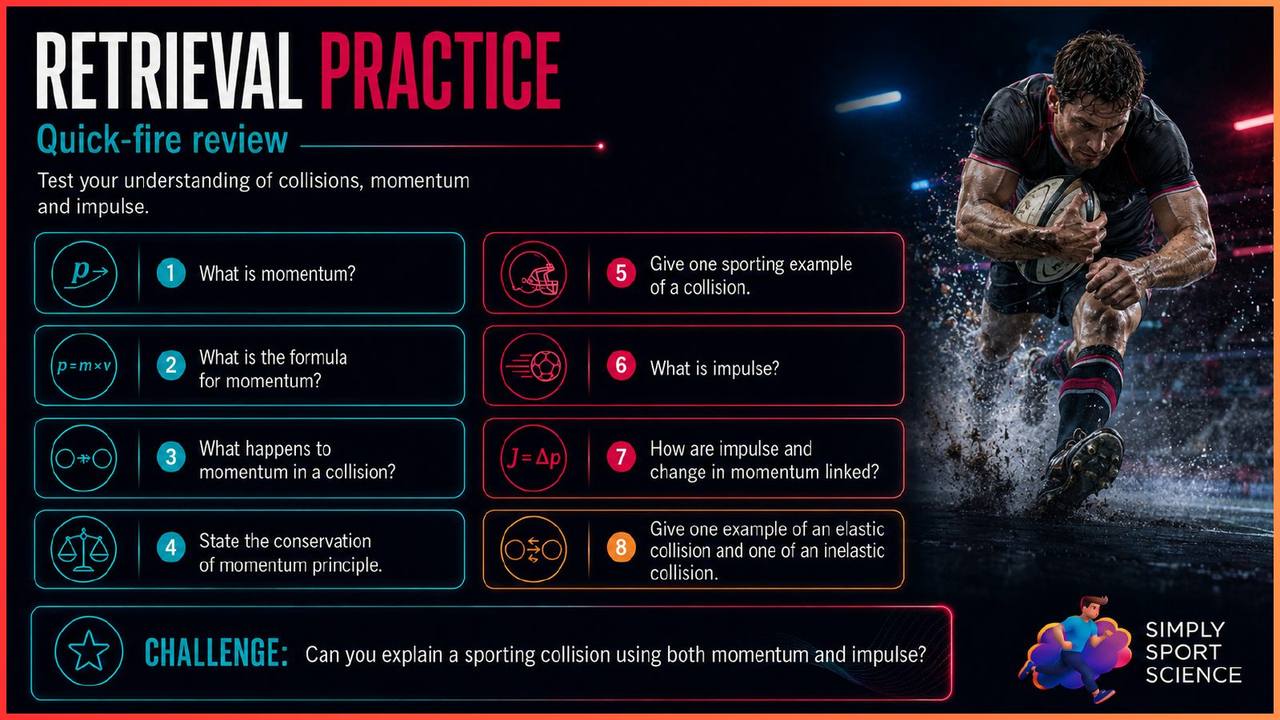 RETRIEVAL PRACTICE
Quick-fire review
Test your understanding of collisions, momentum
and impulse.
p
1
What is momentum?
p=m×v
2
What is the formula
for momentum?
3
What happens to
momentum in a collision?
4
State the conservation
of momentum principle.
5
Give one sporting example
of a collision.
6
What is impulse?
J=Δp
7
How are impulse and
change in momentum linked?
8
Give one example of an elastic
collision and one of an inelastic
collision.
CHALLENGE: Can you explain a sporting collision using both momentum and impulse?
SIMPLY
SPORT
SCIENCE